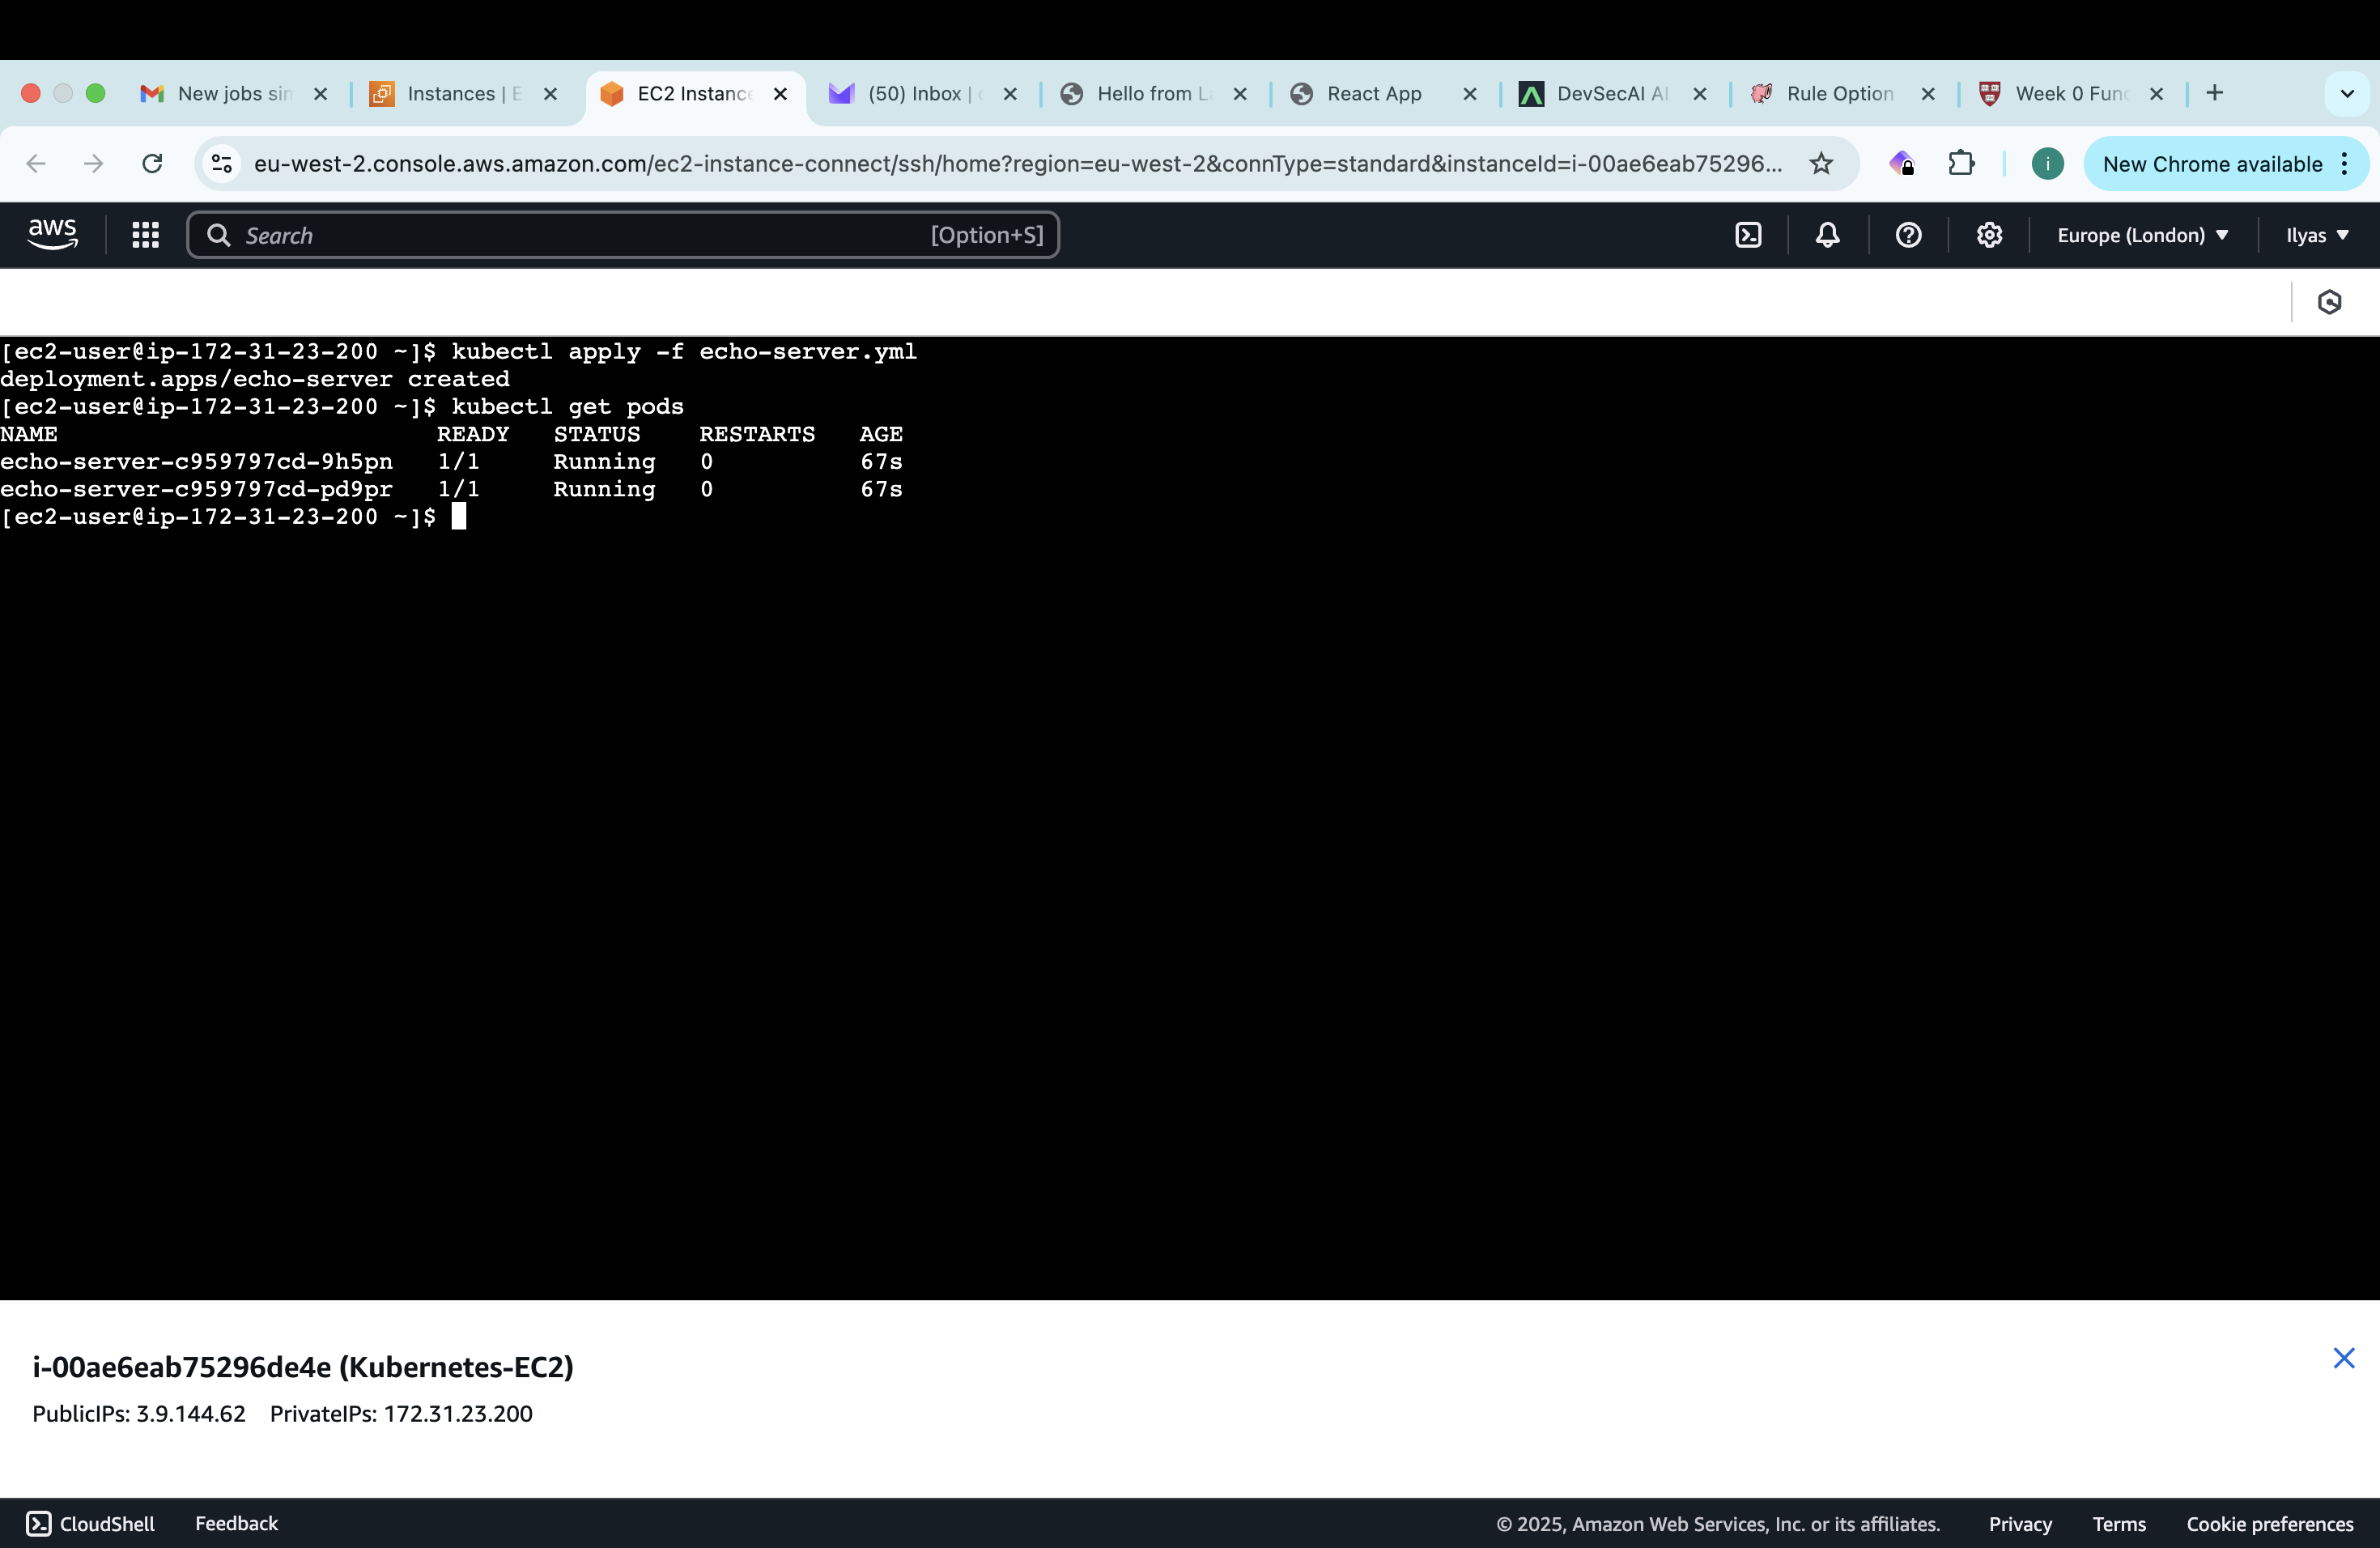 New jobs sin
Instances | E
EC2 Instance
(50) Inbox |
Hello from La
React App
DevSecAI AI
Rule Option
Week 0 Func
eu-west-2.console.aws.amazon.com/ec2-instance-connect/ssh/home?region=eu-west-2&connType=standard&instanceId=i-00ae6eab75296...
i
New Chrome available
aws
Search
[Option+S]
Europe (London)
Ilyas
[ec2-user@ip-172-31-23-200 ~]$ kubectl apply -f echo-server.yml
deployment.apps/echo-server created
[ec2-user@ip-172-31-23-200 ~]$ kubectl get pods
NAME READY STATUS RESTARTS AGE
echo-server-c959797cd-9h5pn 1/1 Running 0 67s
echo-server-c959797cd-pd9pr 1/1 Running 0 67s
[ec2-user@ip-172-31-23-200 ~]$
i-00ae6eab75296de4e (Kubernetes-EC2)
PublicIPs: 3.9.144.62 PrivateIPs: 172.31.23.200
CloudShell
Feedback
© 2025, Amazon Web Services, Inc. or its affiliates.
Privacy
Terms
Cookie preferences